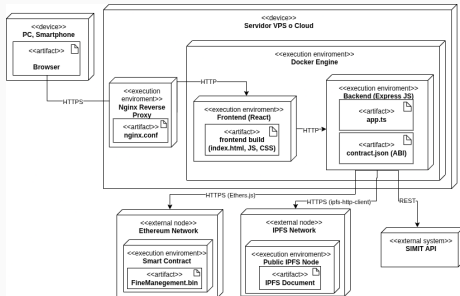 <<device>>
PC, Smartphone
<<artifact>>
Browser
HTTPS
<<device>>
Servidor VPS o Cloud
<<execution enviroment>>
Nginx Reverse
Proxy
<<artifact>>
nginx.conf
HTTP
<<execution enviroment>>
Docker Engine
<<execution enviroment>>
Frontend (React)
<<artifact>>
frontend build
(index.html, JS, CSS)
HTTP
<<execution enviroment>>
Backend (Express JS)
<<artifact>>
app.ts
<<artifact>>
contract.json (ABI)
HTTPS (Ethers.js)
HTTPS (ipfs-http-client)
REST
<<external node>>
Ethereum Network
<<execution enviroment>>
Smart Contract
<<artifact>>
FineManegement.bin
<<external node>>
IPFS Network
<<execution enviroment>>
Public IPFS Node
<<artifact>>
IPFS Document
<<external system>>
SIMIT API